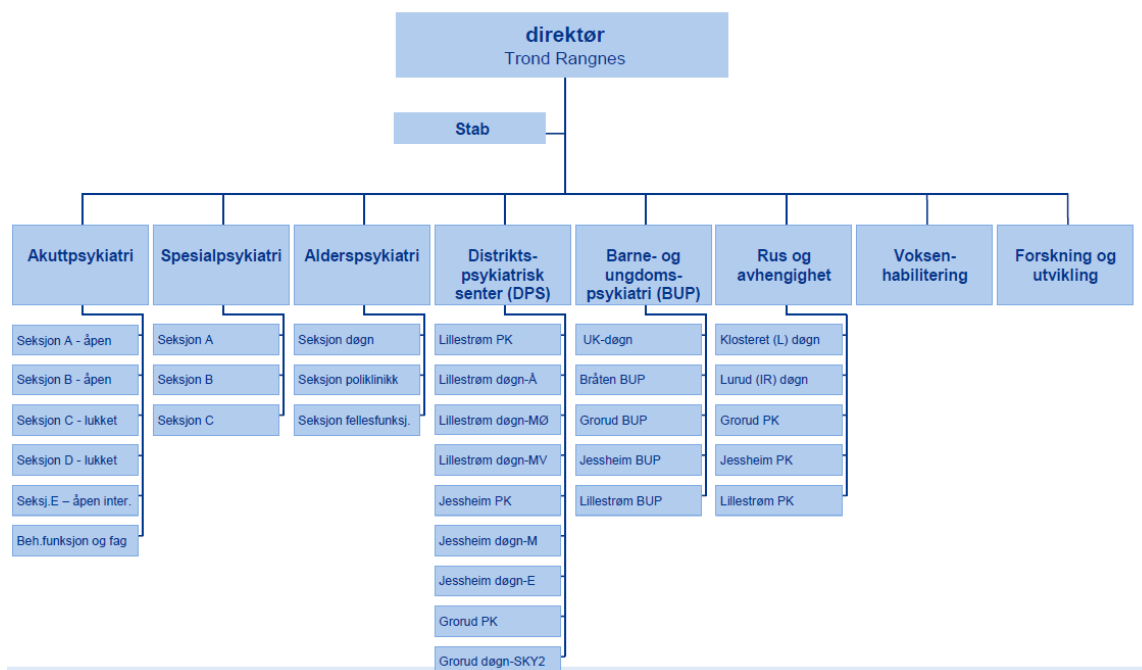 direktør
Trond Rangnes
Stab
Akuttpsykiatri
Seksjon A - åpen
Seksjon B - åpen
Seksjon C - lukket
Seksjon D - lukket
Seksj.E – åpen inter.
Beh.funksjon og fag
Spesialpsykiatri
Seksjon A
Seksjon B
Seksjon C
Alderspsykiatri
Seksjon døgn
Seksjon poliklinikk
Seksjon fellesfunksj.
Distrikts-
psykiatrisk
senter (DPS)
Lillestrøm PK
Lillestrøm døgn-Å
Lillestrøm døgn-MØ
Lillestrøm døgn-MV
Jessheim PK
Jessheim døgn-M
Jessheim døgn-E
Grorud PK
Grorud døgn-SKY2
Barne- og
ungdoms-
psykiatri (BUP)
UK-døgn
Bråten BUP
Grorud BUP
Jessheim BUP
Lillestrøm BUP
Rus og
avhengighet
Klosteret (L) døgn
Lurud (IR) døgn
Grorud PK
Jessheim PK
Lillestrøm PK
Voksen-
habilitering
Forskning og
utvikling